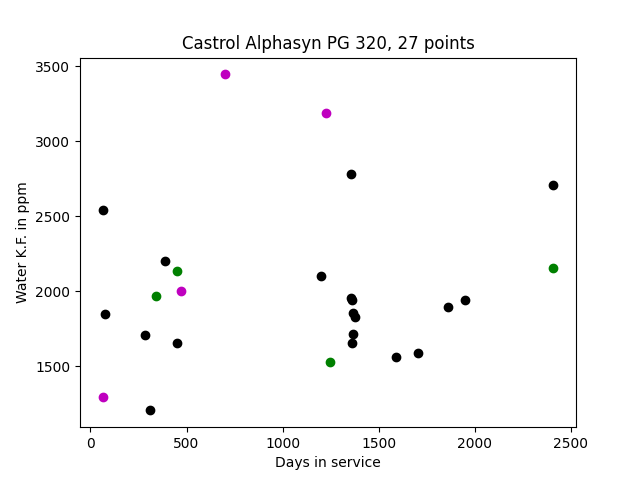 Castrol Alphasyn PG 320, 27 points
Water K.F. in ppm
3500
3000
2500
2000
1500
0 500 1000 1500 2000 2500
Days in service